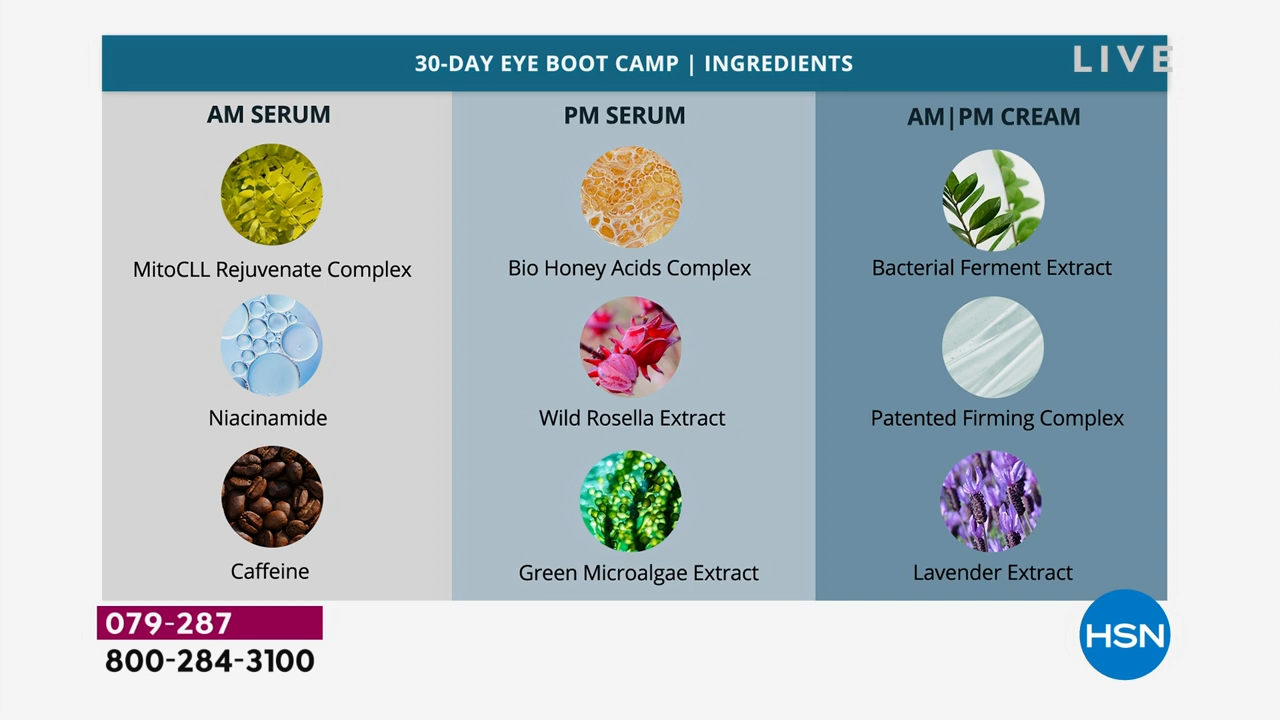 30-DAY EYE BOOT CAMP | INGREDIENTS
LIVE
AM SERUM
MitoCLL Rejuvenate Complex
Niacinamide
Caffeine
PM SERUM
Bio Honey Acids Complex
Wild Rosella Extract
Green Microalgae Extract
AM|PM CREAM
Bacterial Ferment Extract
Patented Firming Complex
Lavender Extract
079-287
800-284-3100
HSN